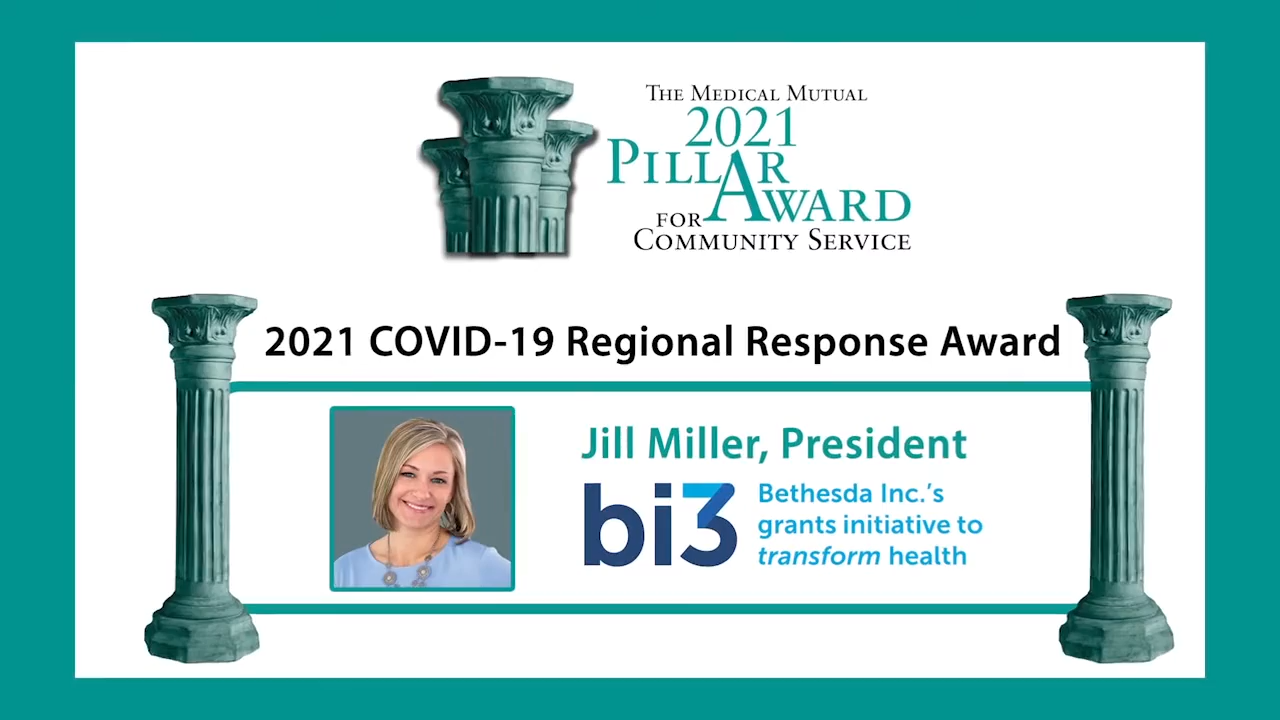 THE MEDICAL MUTUAL
2021
PILLAR
AWARD
FOR
COMMUNITY SERVICE
2021 COVID-19 Regional Response Award
Jill Miller, President
bi3
Bethesda Inc.'s
grants initiative to
transform health